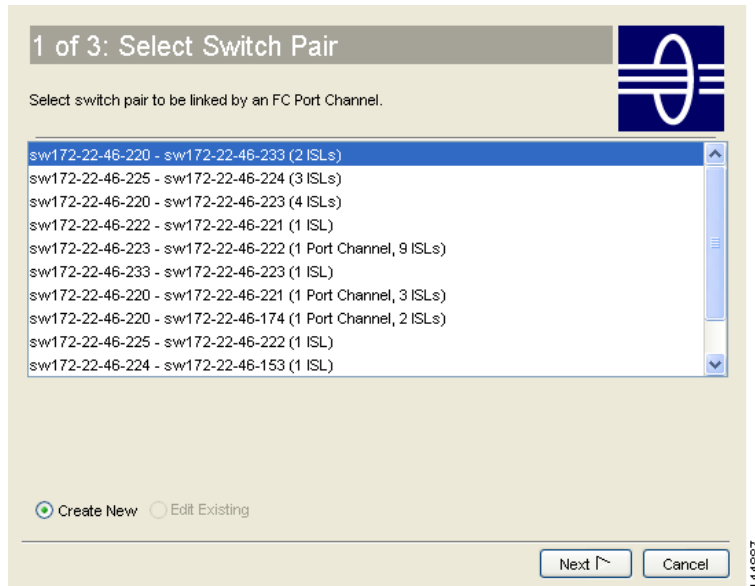 1 of 3: Select Switch Pair
Select switch pair to be linked by an FC Port Channel.
sw172-22-46-220 - sw172-22-46-233 (2 ISLs)
sw172-22-46-225 - sw172-22-46-224 (3 ISLs)
sw172-22-46-220 - sw172-22-46-223 (4 ISLs)
sw172-22-46-222 - sw172-22-46-221 (1 ISL)
sw172-22-46-223 - sw172-22-46-222 (1 Port Channel, 9 ISLs)
sw172-22-46-233 - sw172-22-46-223 (1 ISL)
sw172-22-46-220 - sw172-22-46-221 (1 Port Channel, 3 ISLs)
sw172-22-46-220 - sw172-22-46-174 (1 Port Channel, 2 ISLs)
sw172-22-46-225 - sw172-22-46-222 (1 ISL)
sw172-22-46-224 - sw172-22-46-153 (1 ISL)
Create New Edit Existing
Next Cancel